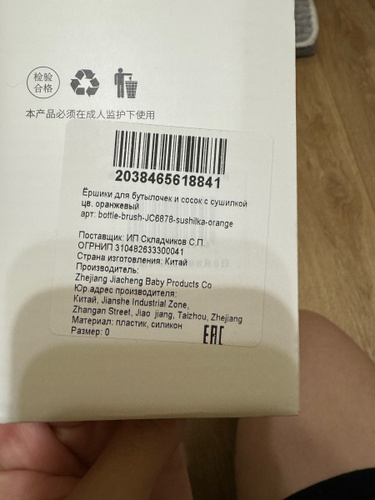 检验
合格
本产品必须在成人监护下使用
2038465618841
Ёршики для бутылочек и сосок с сушилкой
цв. оранжевый
арт: bottle-brush-JC6878-sushilka-orange
Поставщик: ИП Складчиков С.П.
ОГРНИП 310482633300041
Страна изготовления: Китай
Производитель:
Zhejiang Jiacheng Baby Products Co
Юр.адрес производителя:
Китай, Jianshe Industrial Zone,
Zhangan Street, Jiao jiang, Taizhou, Zhejiang
Материал: пластик, силикон
Размер: 0
EAC